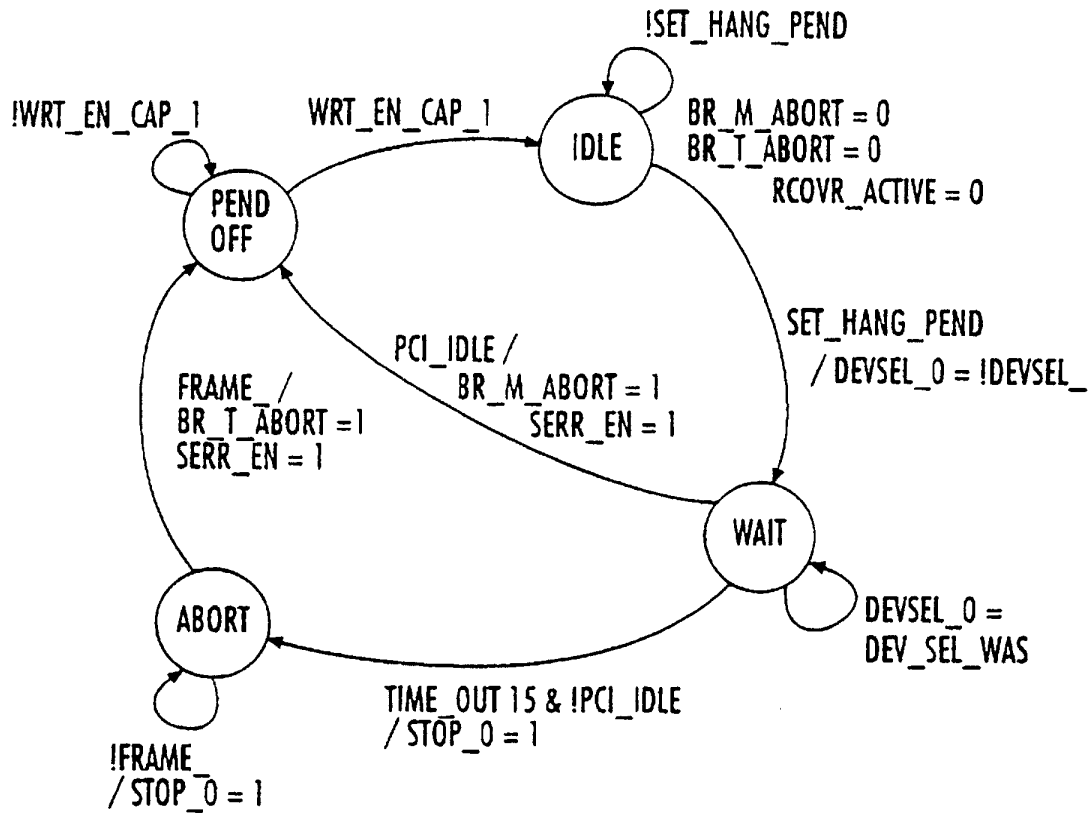 !SET_HANG_PEND
!WRT_EN_CAP_1
WRT_EN_CAP_1
IDLE
BR_M_ABORT = 0
BR_T_ABORT = 0
RCOVR_ACTIVE = 0
PEND
OFF
SET_HANG_PEND
/ DEVSEL_0 = !DEVSEL_
PCI_IDLE /
BR_M_ABORT = 1
SERR_EN = 1
FRAME_ /
BR_T_ABORT =1
SERR_EN = 1
WAIT
ABORT
DEVSEL_0 =
DEV_SEL_WAS
TIME_OUT 15 & !PCI_IDLE
/ STOP_0 = 1
!FRAME_
/ STOP_0 = 1